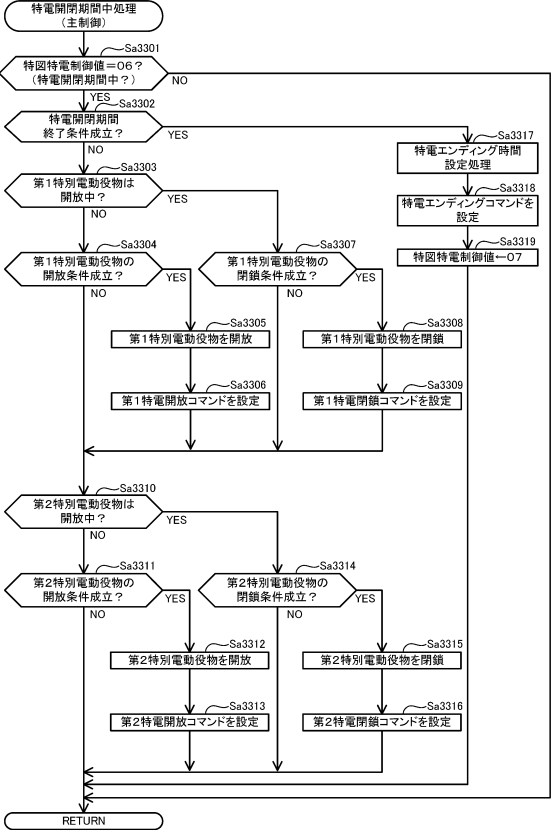 特電開閉期間中処理
(主制御)
Sa3301
特図特電制御値=06?
(特電開閉期間中?)
NO
YES
Sa3302
特電開閉期間
終了条件成立?
YES
NO
Sa3317
特電エンディング時間
設定処理
Sa3303
第1特別電動役物は
開放中?
YES
NO
Sa3318
特電エンディングコマンドを
設定
Sa3304
第1特別電動役物の
開放条件成立?
YES
NO
Sa3307
第1特別電動役物の
閉鎖条件成立?
YES
NO
Sa3319
特図特電制御値←07
Sa3305
第1特別電動役物を開放
Sa3308
第1特別電動役物を閉鎖
Sa3306
第1特電開放コマンドを設定
Sa3309
第1特電閉鎖コマンドを設定
Sa3310
第2特別電動役物は
開放中?
YES
NO
Sa3311
第2特別電動役物の
開放条件成立?
YES
NO
Sa3314
第2特別電動役物の
閉鎖条件成立?
YES
NO
Sa3312
第2特別電動役物を開放
Sa3315
第2特別電動役物を閉鎖
Sa3313
第2特電開放コマンドを設定
Sa3316
第2特電閉鎖コマンドを設定
RETURN